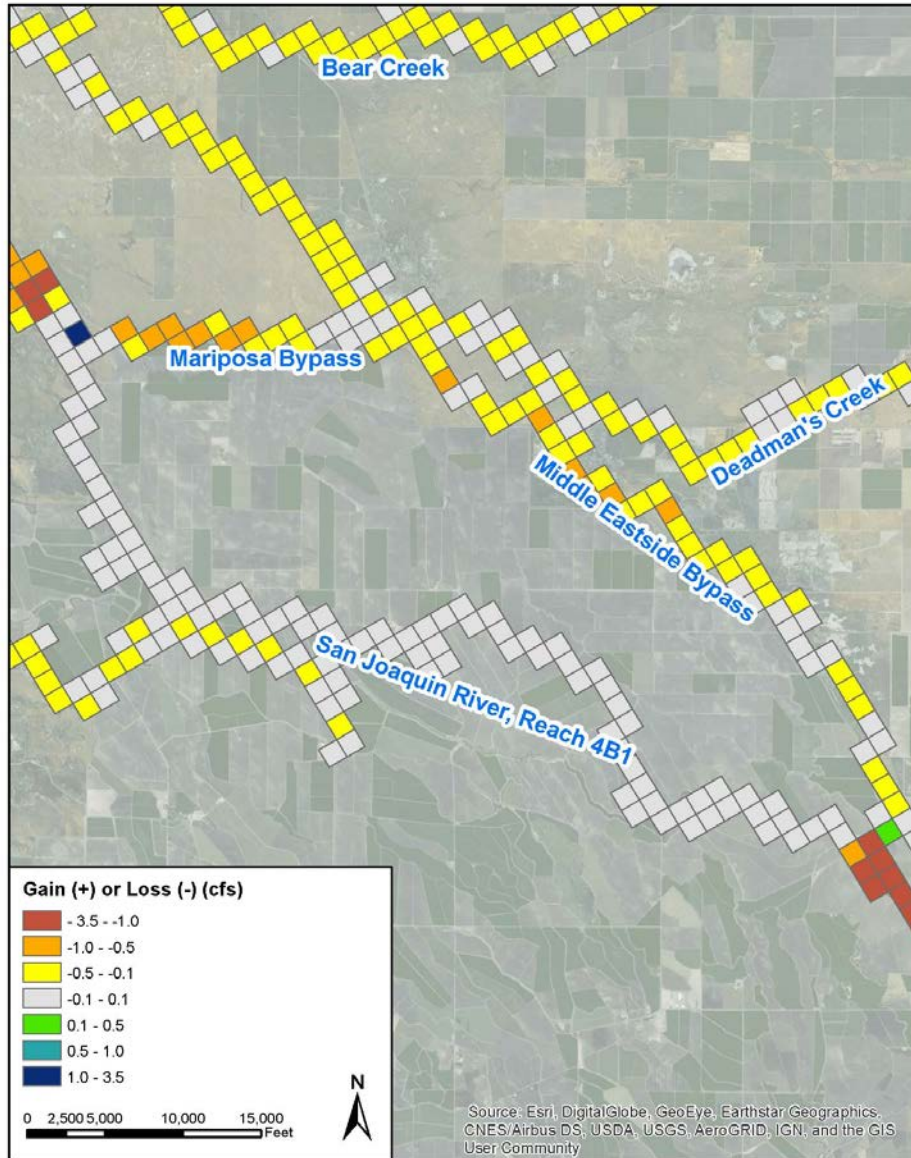 Bear Creek
Mariposa Bypass
Deadman's Creek
Middle Eastside Bypass
San Joaquin River, Reach 4B1
Gain (+) or Loss (-) (cfs)
- 3.5 - -1.0
-1.0 - -0.5
-0.5 - -0.1
-0.1 - 0.1
0.1 - 0.5
0.5 - 1.0
1.0 - 3.5
N
0 2,500 5,000 10,000 15,000
Feet
Source: Esri, DigitalGlobe, GeoEye, Earthstar Geographics,
CNES/Airbus DS, USDA, USGS, AeroGRID, IGN, and the GIS
User Community